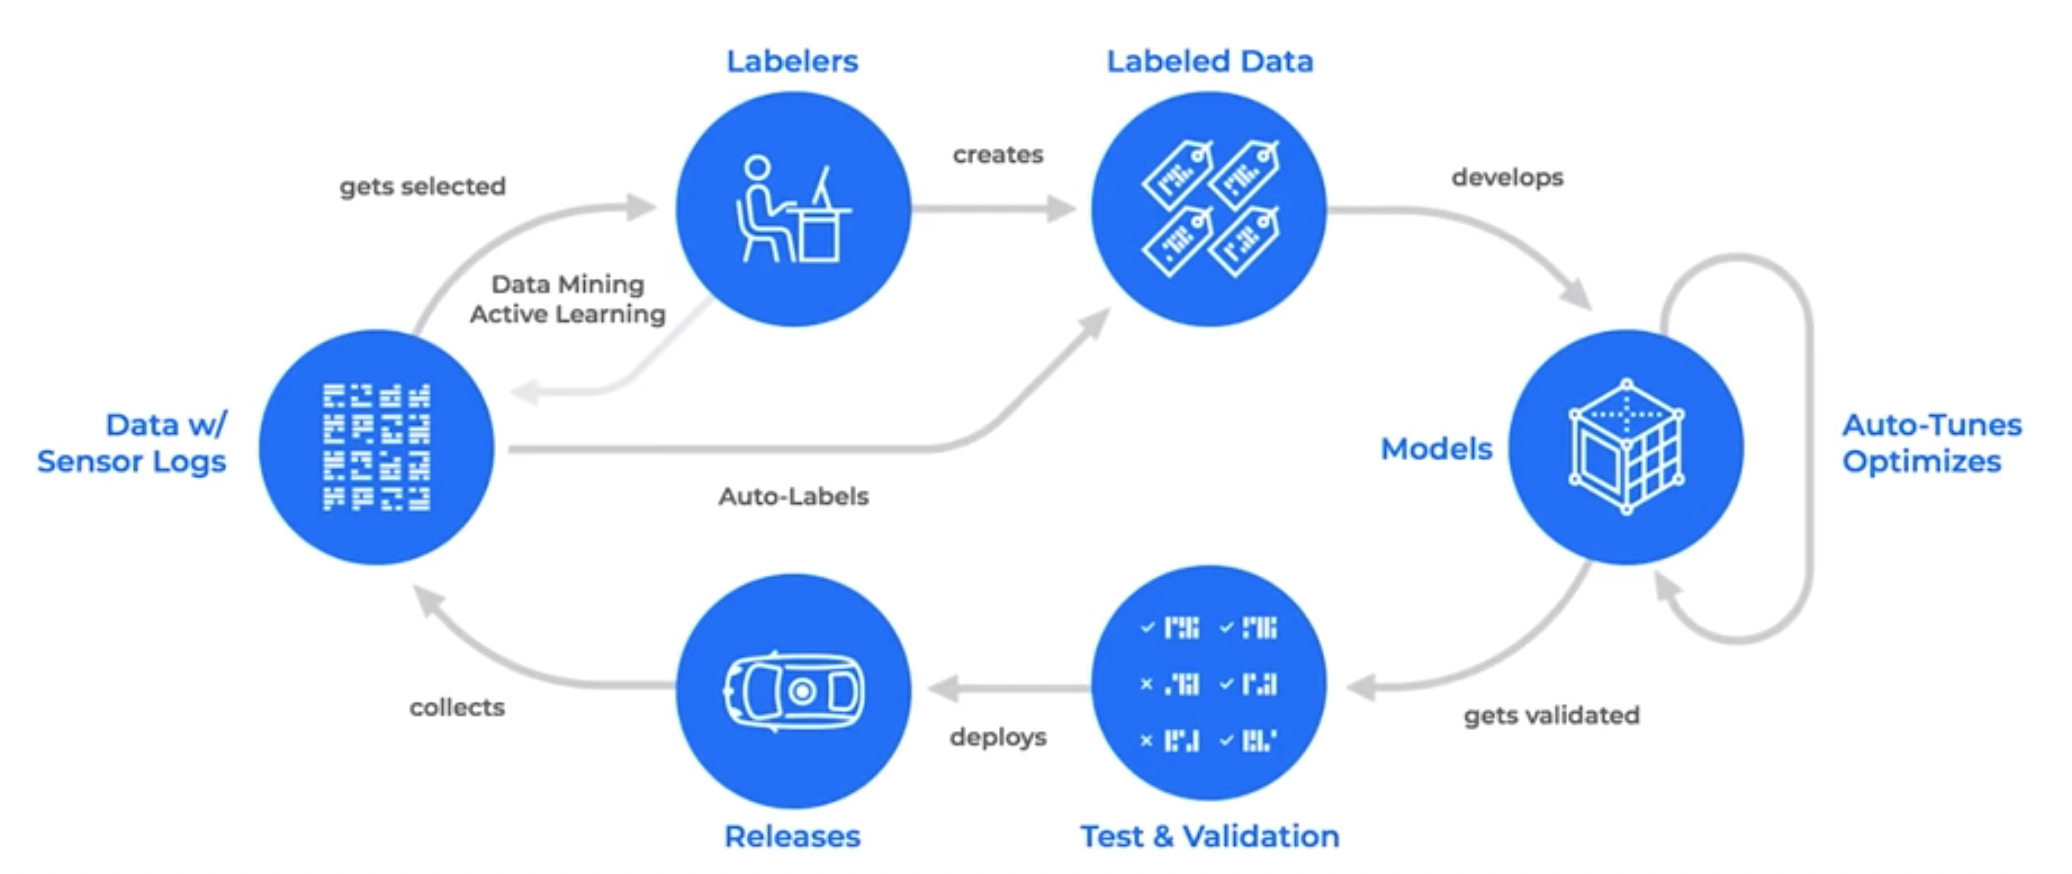 Labelers
Labeled Data
creates
develops
gets selected
Data Mining
Active Learning
Data w/
Sensor Logs
Models
Auto-Tunes
Optimizes
Auto-Labels
collects
deploys
gets validated
Releases
Test & Validation